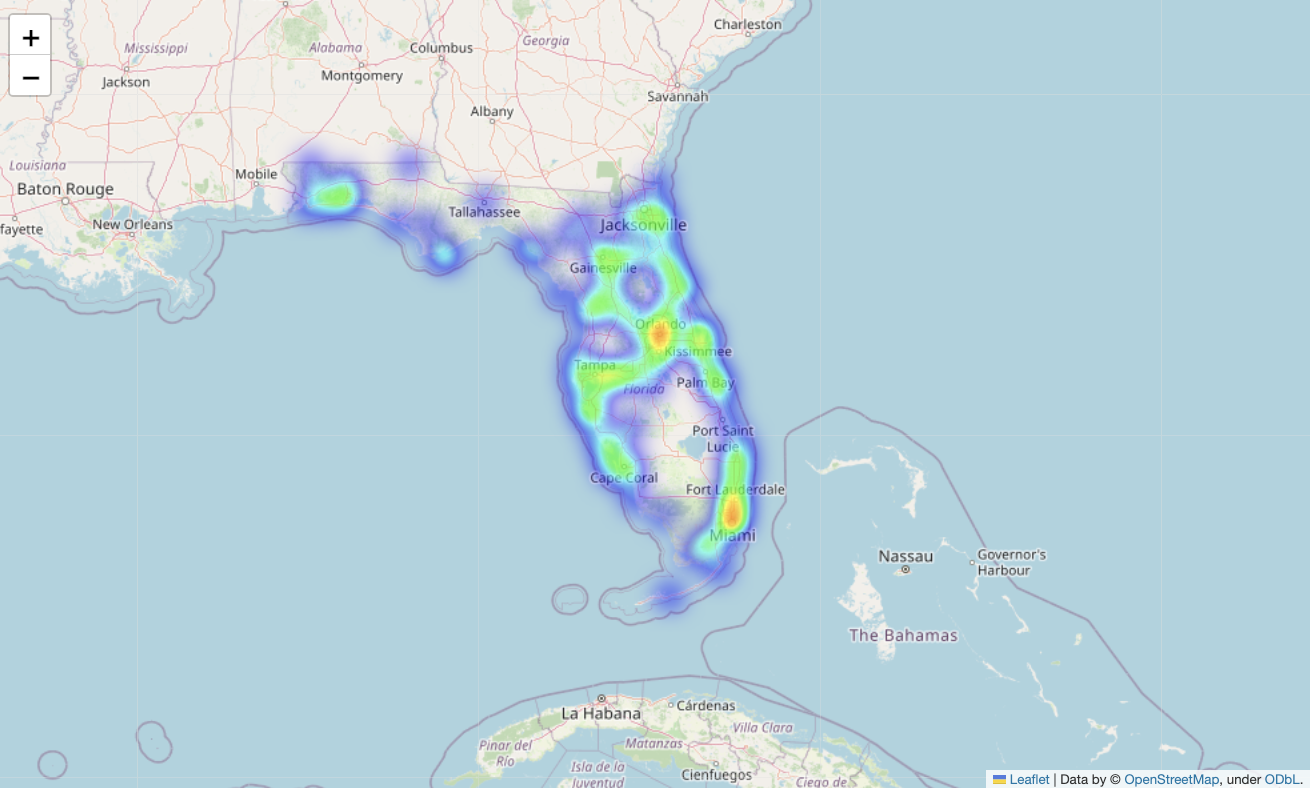 +
−
Charleston
Mississippi
Alabama
Columbus
Georgia
Jackson
Montgomery
Savannah
Albany
Louisiana
Mobile
Baton Rouge
Tallahassee
fayette
New Orleans
Jacksonville
Gainesville
Orlando
Kissimmee
Tampa
Florida
Palm Bay
Port Saint
Lucie
Cape Coral
Fort Lauderdale
Miami
Nassau
Governor's
Harbour
The Bahamas
La Habana
Cárdenas
Villa Clara
Pinar del
Río
Matanzas
Isla de la
Juventud
Cienfuegos
Ciego de
Leaflet | Data by © OpenStreetMap, under ODbL.